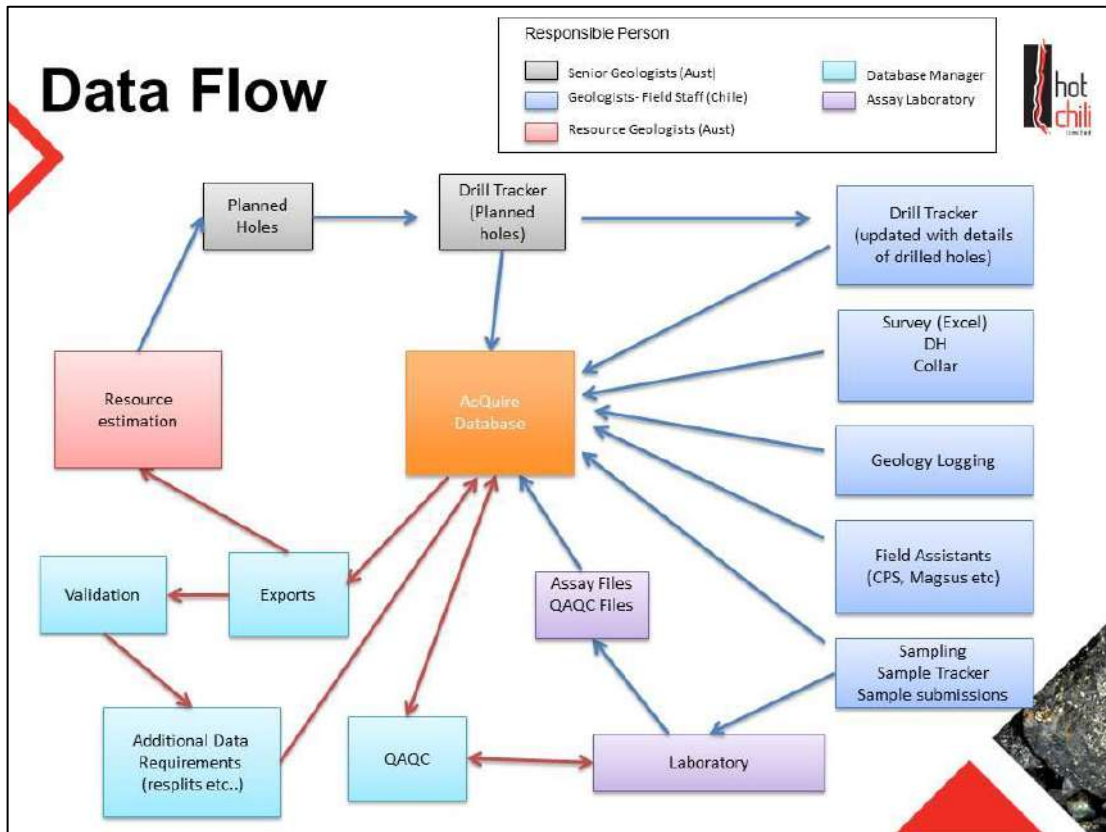 Data Flow
Responsible Person
Senior Geologists (Aust)
Geologists- Field Staff (Chile)
Resource Geologists (Aust)
Database Manager
Assay Laboratory
hot
chili
Planned
Holes
Drill Tracker
(Planned
holes)
Drill Tracker
(updated with details
of drilled holes)
Survey (Excel)
DH
Collar
Resource
estimation
AcQuire
Database
Geology Logging
Field Assistants
(CPS, Magsus etc)
Validation
Exports
Assay Files
QAQC Files
Sampling
Sample Tracker
Sample submissions
Additional Data
Requirements
(resplits etc..)
QAQC
Laboratory